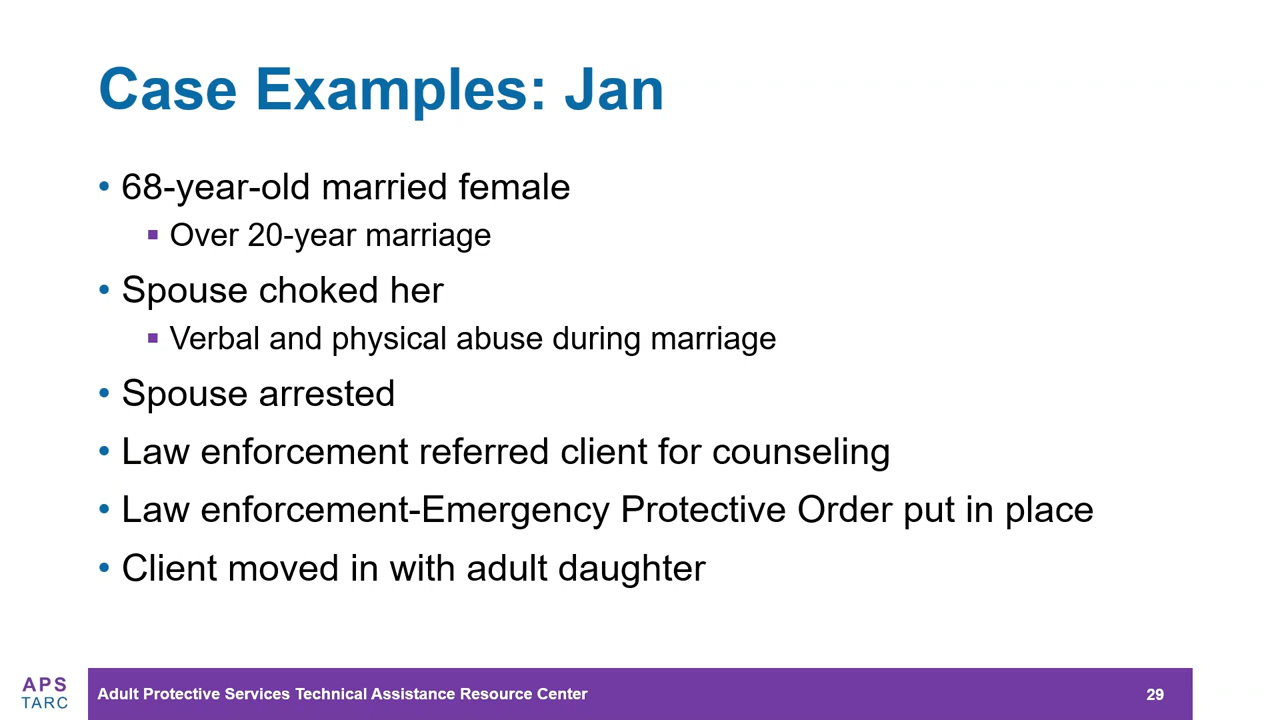 Case Examples: Jan
• 68-year-old married female
▪ Over 20-year marriage
• Spouse choked her
▪ Verbal and physical abuse during marriage
• Spouse arrested
• Law enforcement referred client for counseling
• Law enforcement-Emergency Protective Order put in place
• Client moved in with adult daughter
APS
TARC
Adult Protective Services Technical Assistance Resource Center
29